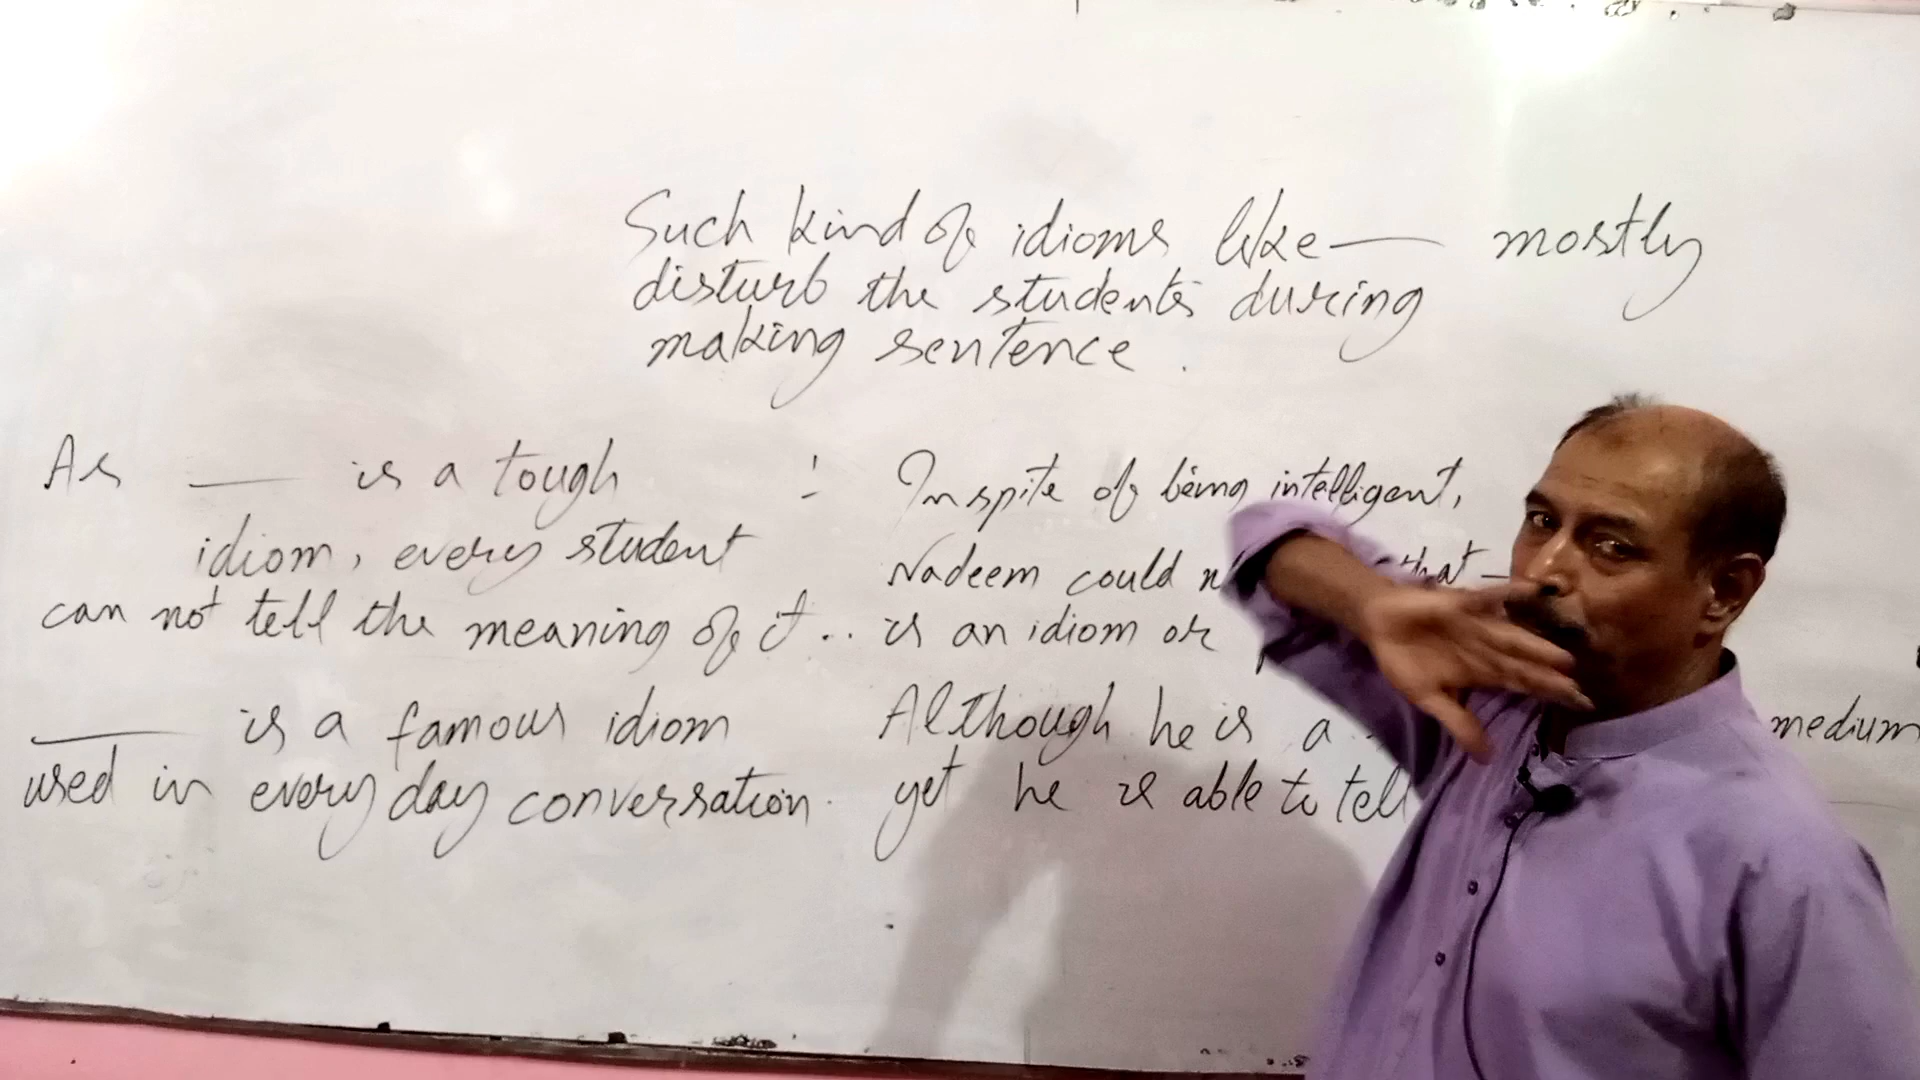 Such kind of idioms like — mostly
disturb the students during
making sentence.
As — is a tough
idiom, every student
can not tell the meaning of it..
— is a famous idiom
used in every day conversation.
Inspite of being intelligent,
Nadeem could that —
is an idiom or
Although he is a medium
yet he is able to tell